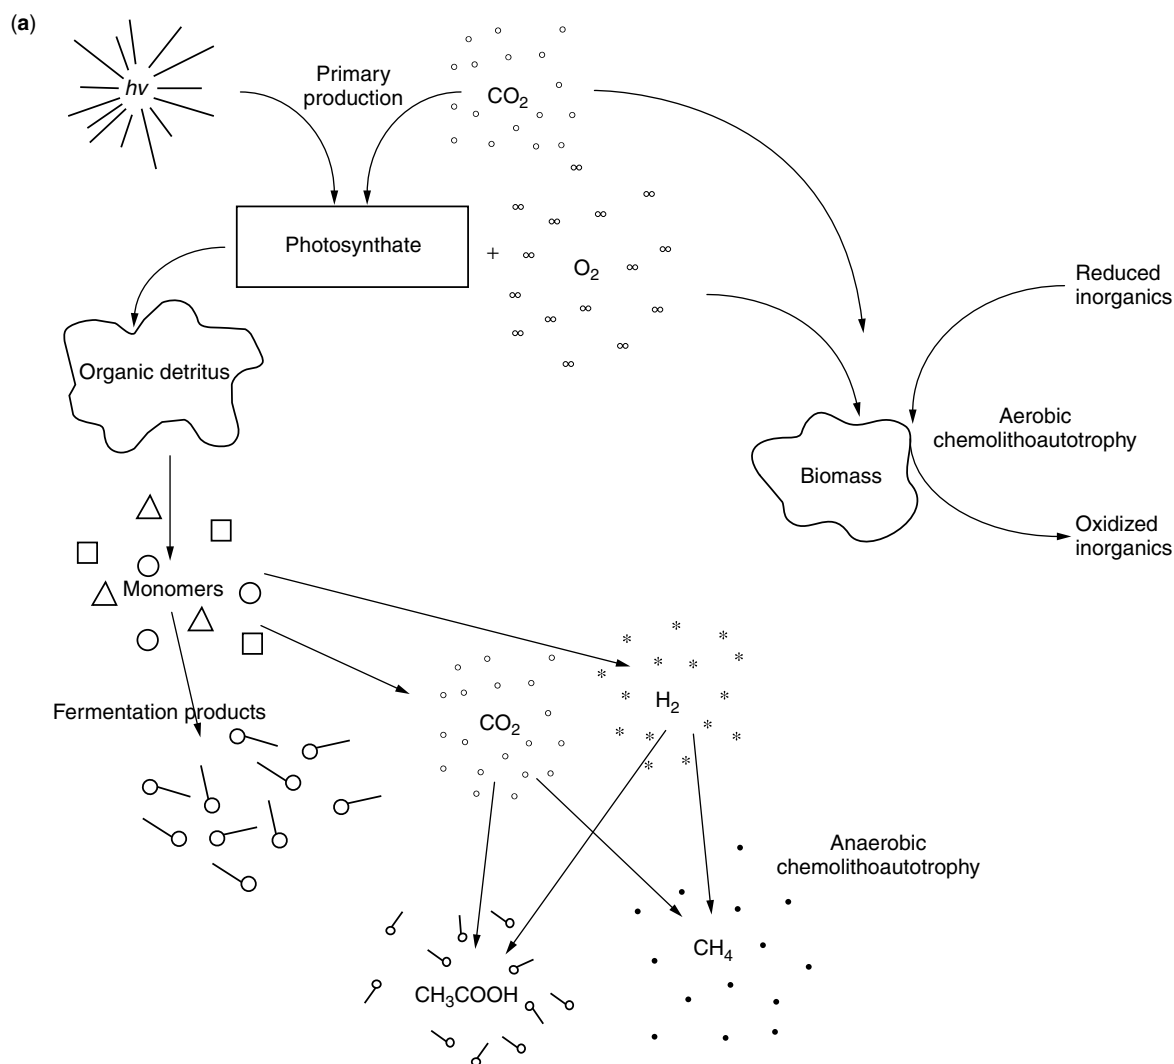 (a)
hν
Primary
production
CO₂
Photosynthate
+
O₂
Reduced
inorganics
Organic detritus
Aerobic
chemolithoautotrophy
Biomass
Oxidized
inorganics
Monomers
H₂
Fermentation products
CO₂
Anaerobic
chemolithoautotrophy
CH₄
CH₃COOH